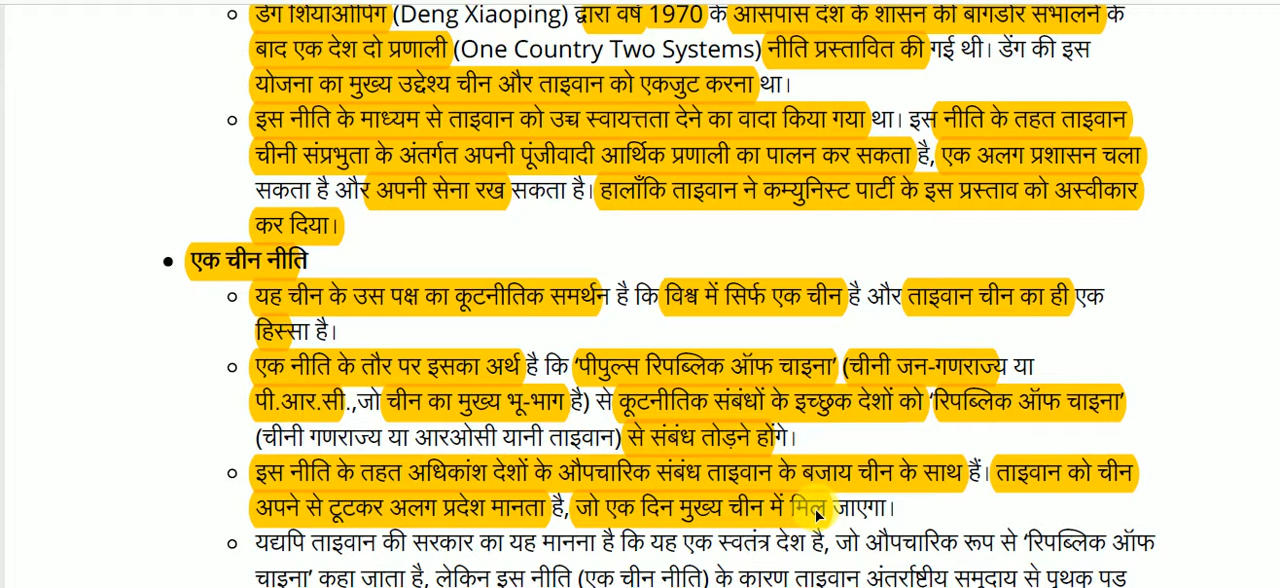 डेंग शियाओपिंग (Deng Xiaoping) द्वारा वर्ष 1970 के आसपास देश के शासन की बागडोर संभालने के
बाद एक देश दो प्रणाली (One Country Two Systems) नीति प्रस्तावित की गई थी। डेंग की इस
योजना का मुख्य उद्देश्य चीन और ताइवान को एकजुट करना था।
इस नीति के माध्यम से ताइवान को उच्च स्वायत्तता देने का वादा किया गया था। इस नीति के तहत ताइवान
चीनी संप्रभुता के अंतर्गत अपनी पूंजीवादी आर्थिक प्रणाली का पालन कर सकता है, एक अलग प्रशासन चला
सकता है और अपनी सेना रख सकता है। हालाँकि ताइवान ने कम्युनिस्ट पार्टी के इस प्रस्ताव को अस्वीकार
कर दिया।
एक चीन नीति
यह चीन के उस पक्ष का कूटनीतिक समर्थन है कि विश्व में सिर्फ एक चीन है और ताइवान चीन का ही एक
हिस्सा है।
एक नीति के तौर पर इसका अर्थ है कि ‘पीपुल्स रिपब्लिक ऑफ चाइना’ (चीनी जन-गणराज्य या
पी.आर.सी.,जो चीन का मुख्य भू-भाग है) से कूटनीतिक संबंधों के इच्छुक देशों को ‘रिपब्लिक ऑफ चाइना’
(चीनी गणराज्य या आरओसी यानी ताइवान) से संबंध तोड़ने होंगे।
इस नीति के तहत अधिकांश देशों के औपचारिक संबंध ताइवान के बजाय चीन के साथ हैं। ताइवान को चीन
अपने से टूटकर अलग प्रदेश मानता है, जो एक दिन मुख्य चीन में मिल जाएगा।
यद्यपि ताइवान की सरकार का यह मानना है कि यह एक स्वतंत्र देश है, जो औपचारिक रूप से ‘रिपब्लिक ऑफ
चाइना’ कहा जाता है, लेकिन इस नीति (एक चीन नीति) के कारण ताइवान अंतर्राष्ट्रीय समुदाय से पृथक पड़